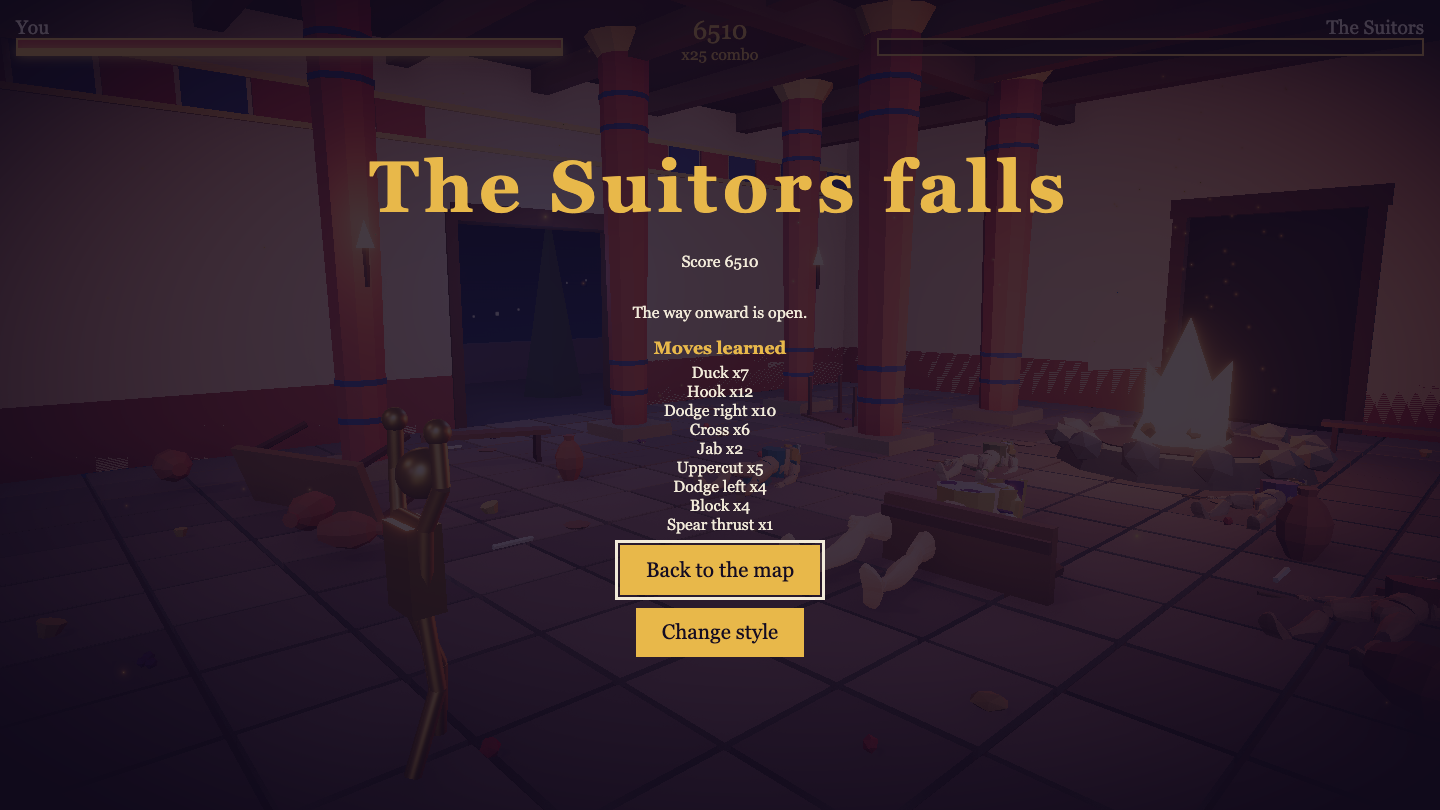 You
6510
The Suitors
x25 combo
The Suitors falls
Score 6510
The way onward is open.
Moves learned
Duck x7
Hook x12
Dodge right x10
Cross x6
Jab x2
Uppercut x5
Dodge left x4
Block x4
Spear thrust x1
Back to the map
Change style